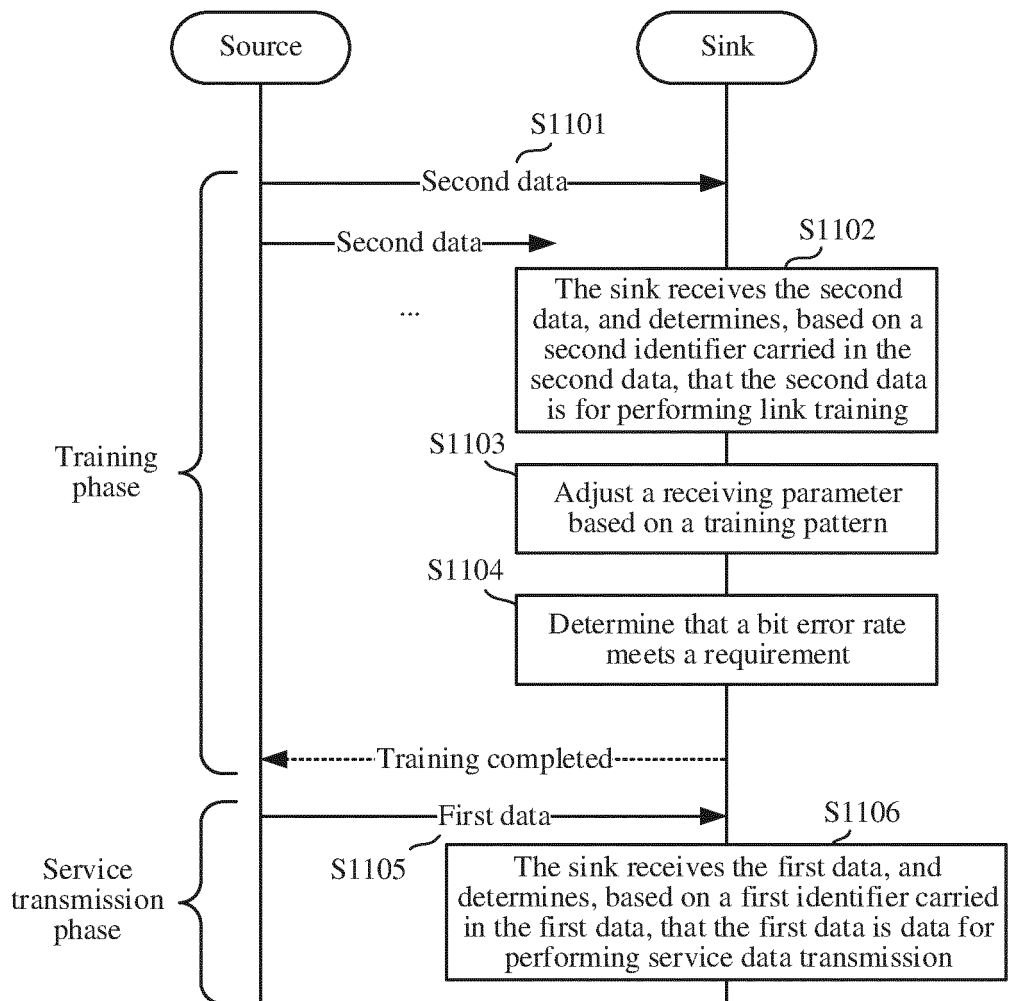 Source
Sink
S1101
Second data
Second data
S1102
...
The sink receives the second
data, and determines, based on a
second identifier carried in the
second data, that the second data
is for performing link training
S1103
Training
phase
Adjust a receiving parameter
based on a training pattern
S1104
Determine that a bit error rate
meets a requirement
Training completed
First data
S1105
S1106
Service
transmission
phase
The sink receives the first data, and
determines, based on a first identifier carried
in the first data, that the first data is data for
performing service data transmission